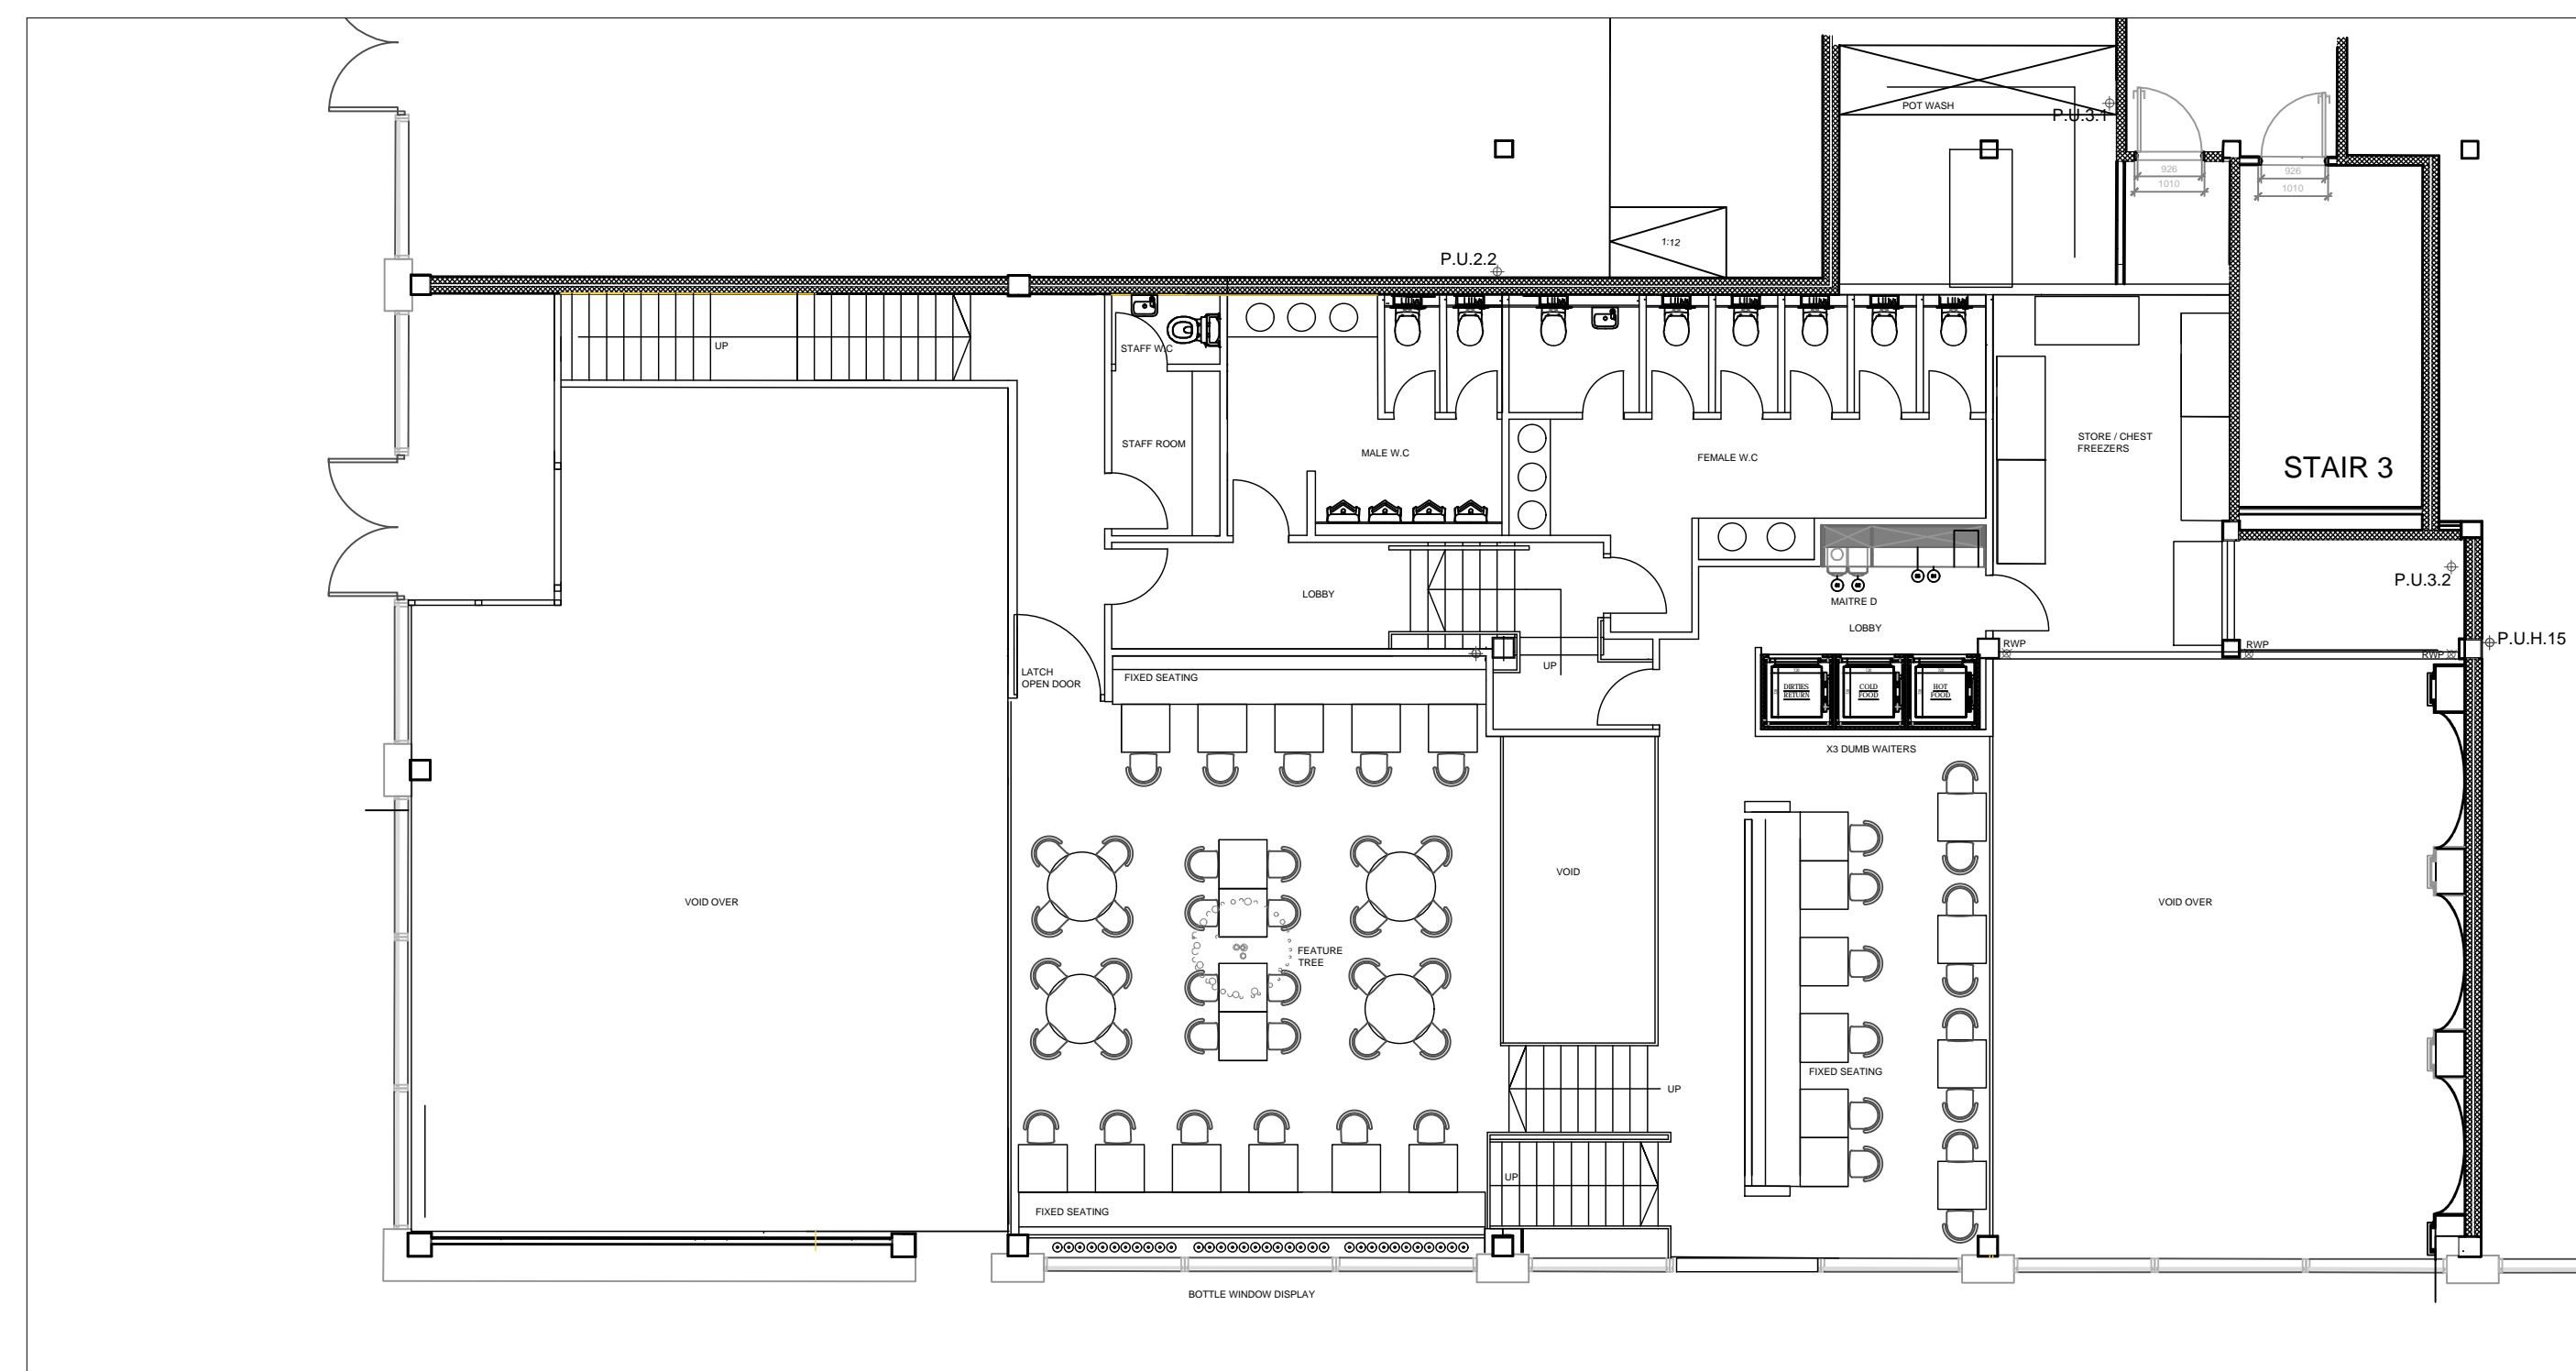 POT WASH
P.U.3.1
926
1010
926
1010
P.U.2.2
1:12
UP
STAFF W.C
STAFF ROOM
MALE W.C
FEMALE W.C
STORE / CHEST
FREEZERS
STAIR 3
P.U.3.2
LOBBY
MAITRE D
LOBBY
RWP
RWP
RWP
P.U.H.15
UP
LATCH
OPEN DOOR
FIXED SEATING
DIRTIES
RETURN
COLD
FOOD
HOT
FOOD
X3 DUMB WAITERS
VOID
VOID OVER
VOID OVER
FEATURE
TREE
FIXED SEATING
UP
UP
FIXED SEATING
BOTTLE WINDOW DISPLAY